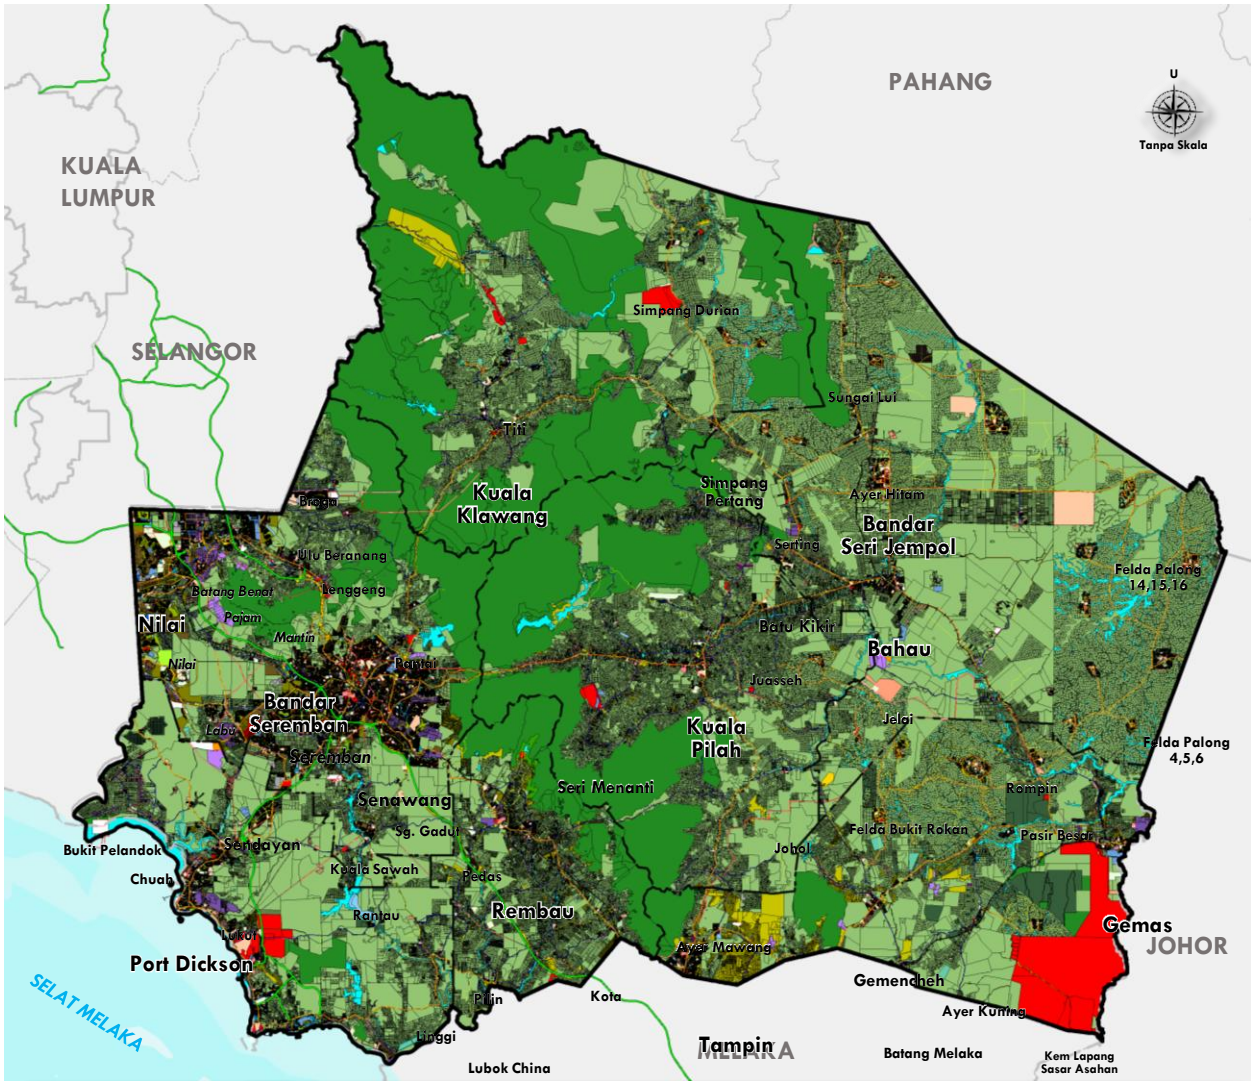 PAHANG
U
Tanpa Skala
KUALA
LUMPUR
SELANGOR
Simpang Durian
Sungai Lui
Titi
Simpang
Pertang
Kuala
Klawang
Broga
Ayer Hitam
Bandar
Seri Jempol
Serting
Ulu Beranang
Lenggeng
Batang Benar
Felda Palong
14,15,16
Pajam
Nilai
Mantin
Batu Kikir
Bahau
Nilai
Pantai
Juasseh
Bandar
Seremban
Jelai
Labu
Kuala
Pilah
Seremban
Felda Palong
4,5,6
Seri Menanti
Rompin
Senawang
Sg. Gadut
Felda Bukit Rokan
Pasir Besar
Sendayan
Bukit Pelandok
Johol
Kuala Sawah
Pedas
Chuah
Rembau
Rantau
Gemas
Lukut
JOHOR
Ayer Mawang
Port Dickson
Gemencheh
SELAT MELAKA
Pilin
Kota
Ayer Kuning
Linggi
Tampin
MELAKA
Batang Melaka
Kem Lapang
Sasar Asahan
Lubok China